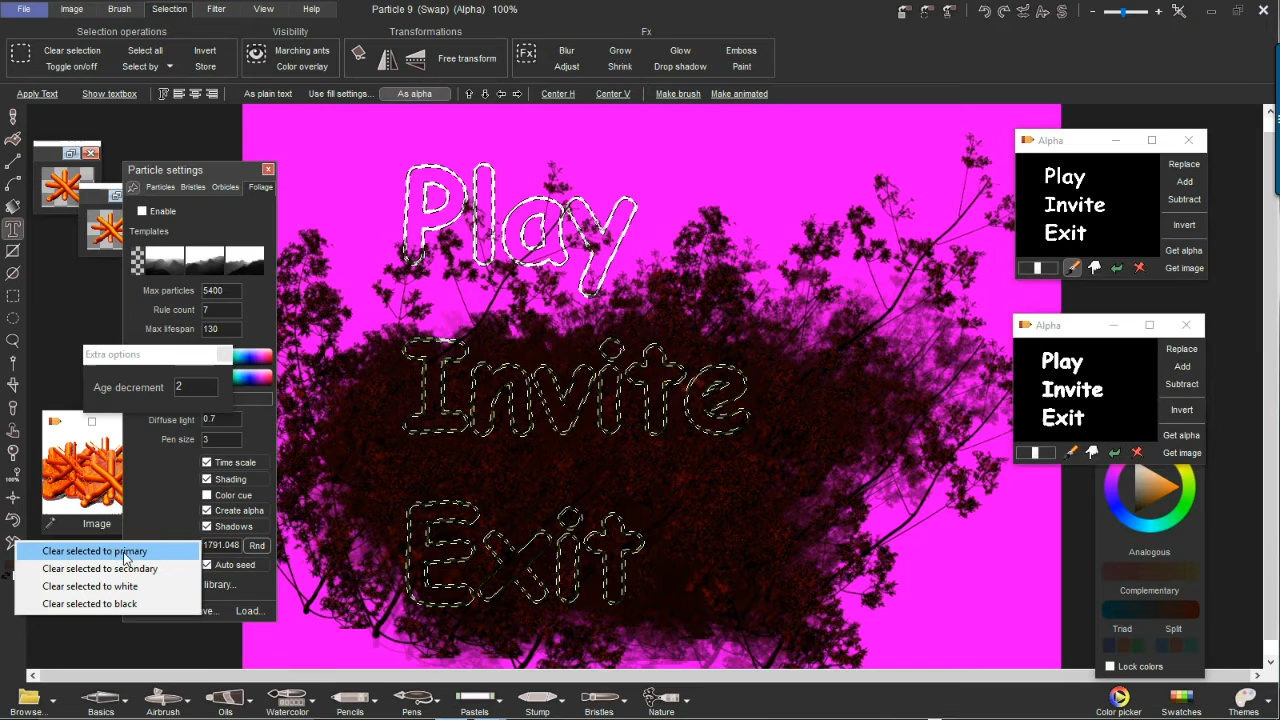 File Image Brush Selection Filter View Help Particle 9 (Swap) (Alpha) 100%
Selection operations Visibility Transformations Fx
Clear selection Select all Invert Marching ants Free transform Blur Grow Glow Emboss
Toggle on/off Select by Store Color overlay Adjust Shrink Drop shadow Paint
Apply Text Show textbox As plain text Use fill settings... As alpha Center H Center V Make brush Make animated
Particle settings
Particles Bristles Orbicles Foliage
Enable
Templates
Max particles 5400
Rule count 7
Max lifespan 130
Extra options
Age decrement 2
Diffuse light 0.7
Pen size 3
Time scale
Shading
Color cue
Create alpha
Shadows
1791.048 Rnd
Auto seed
library...
ve... Load...
Image
100%
Clear selected to primary
Clear selected to secondary
Clear selected to white
Clear selected to black
Play
Invite
Exit
Alpha
Play
Invite
Exit
Replace
Add
Subtract
Invert
Get alpha
Get image
Alpha
Play
Invite
Exit
Replace
Add
Subtract
Invert
Get alpha
Get image
Analogous
Complementary
Triad Split
Lock colors
Browse... Basics Airbrush Oils Watercolor Pencils Pens Pastels Stump Bristles Nature Color picker Swatches Themes